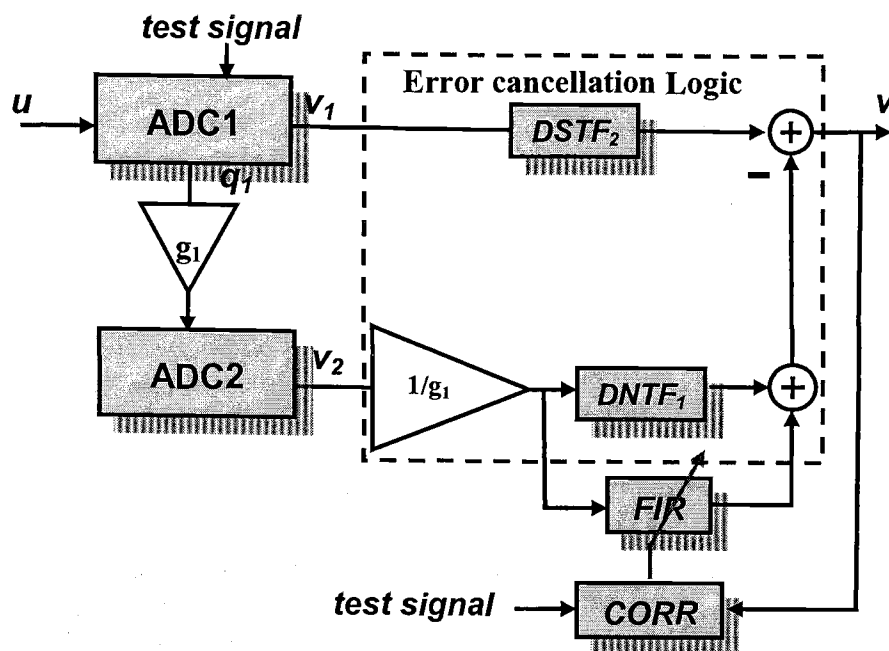 test signal
Error cancellation Logic
u
ADC1
v1
DSTF2
+
v
q1
−
g1
ADC2
v2
1/g1
DNTF1
+
FIR
test signal
CORR